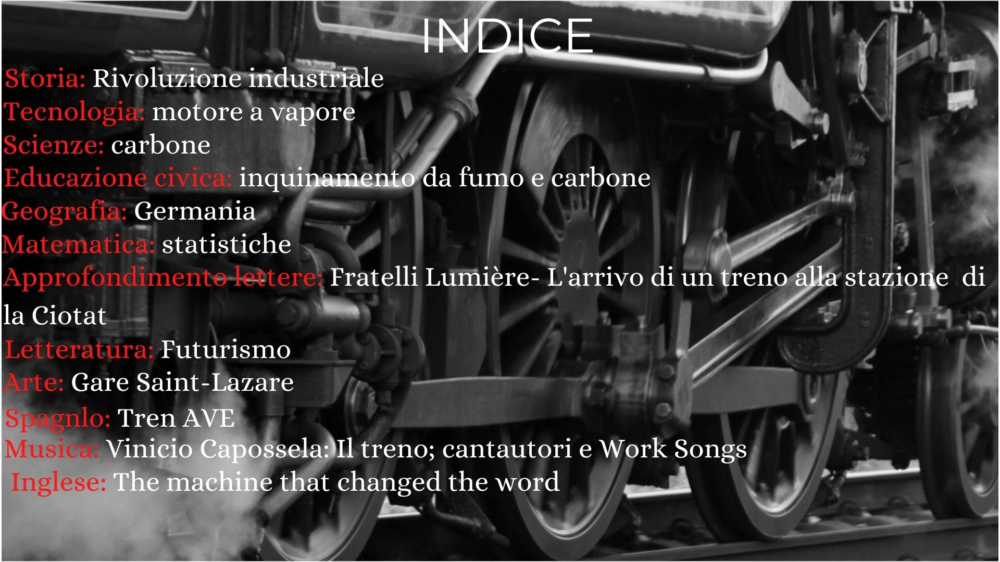 INDICE
Storia: Rivoluzione industriale
Tecnologia: motore a vapore
Scienze: carbone
Educazione civica: inquinamento da fumo e carbone
Geografia: Germania
Matematica: statistiche
Approfondimento lettere: Fratelli Lumière- L'arrivo di un treno alla stazione di
la Ciotat
Letteratura: Futurismo
Arte: Gare Saint-Lazare
Spagnlo: Tren AVE
Musica: Vinicio Capossela: Il treno; cantautori e Work Songs
Inglese: The machine that changed the word